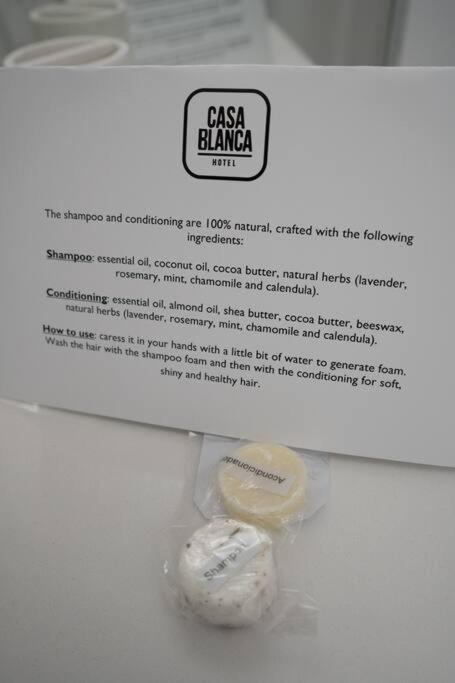 CASA
BLANCA
HOTEL
The shampoo and conditioning are 100% natural, crafted with the following
ingredients:
Shampoo: essential oil, coconut oil, cocoa butter, natural herbs (lavender,
rosemary, mint, chamomile and calendula).
Conditioning: essential oil, almond oil, shea butter, cocoa butter, beeswax,
natural herbs (lavender, rosemary, mint, chamomile and calendula).
How to use: caress it in your hands with a little bit of water to generate foam.
Wash the hair with the shampoo foam and then with the conditioning for soft,
shiny and healthy hair.
Acondicionado
Shampo